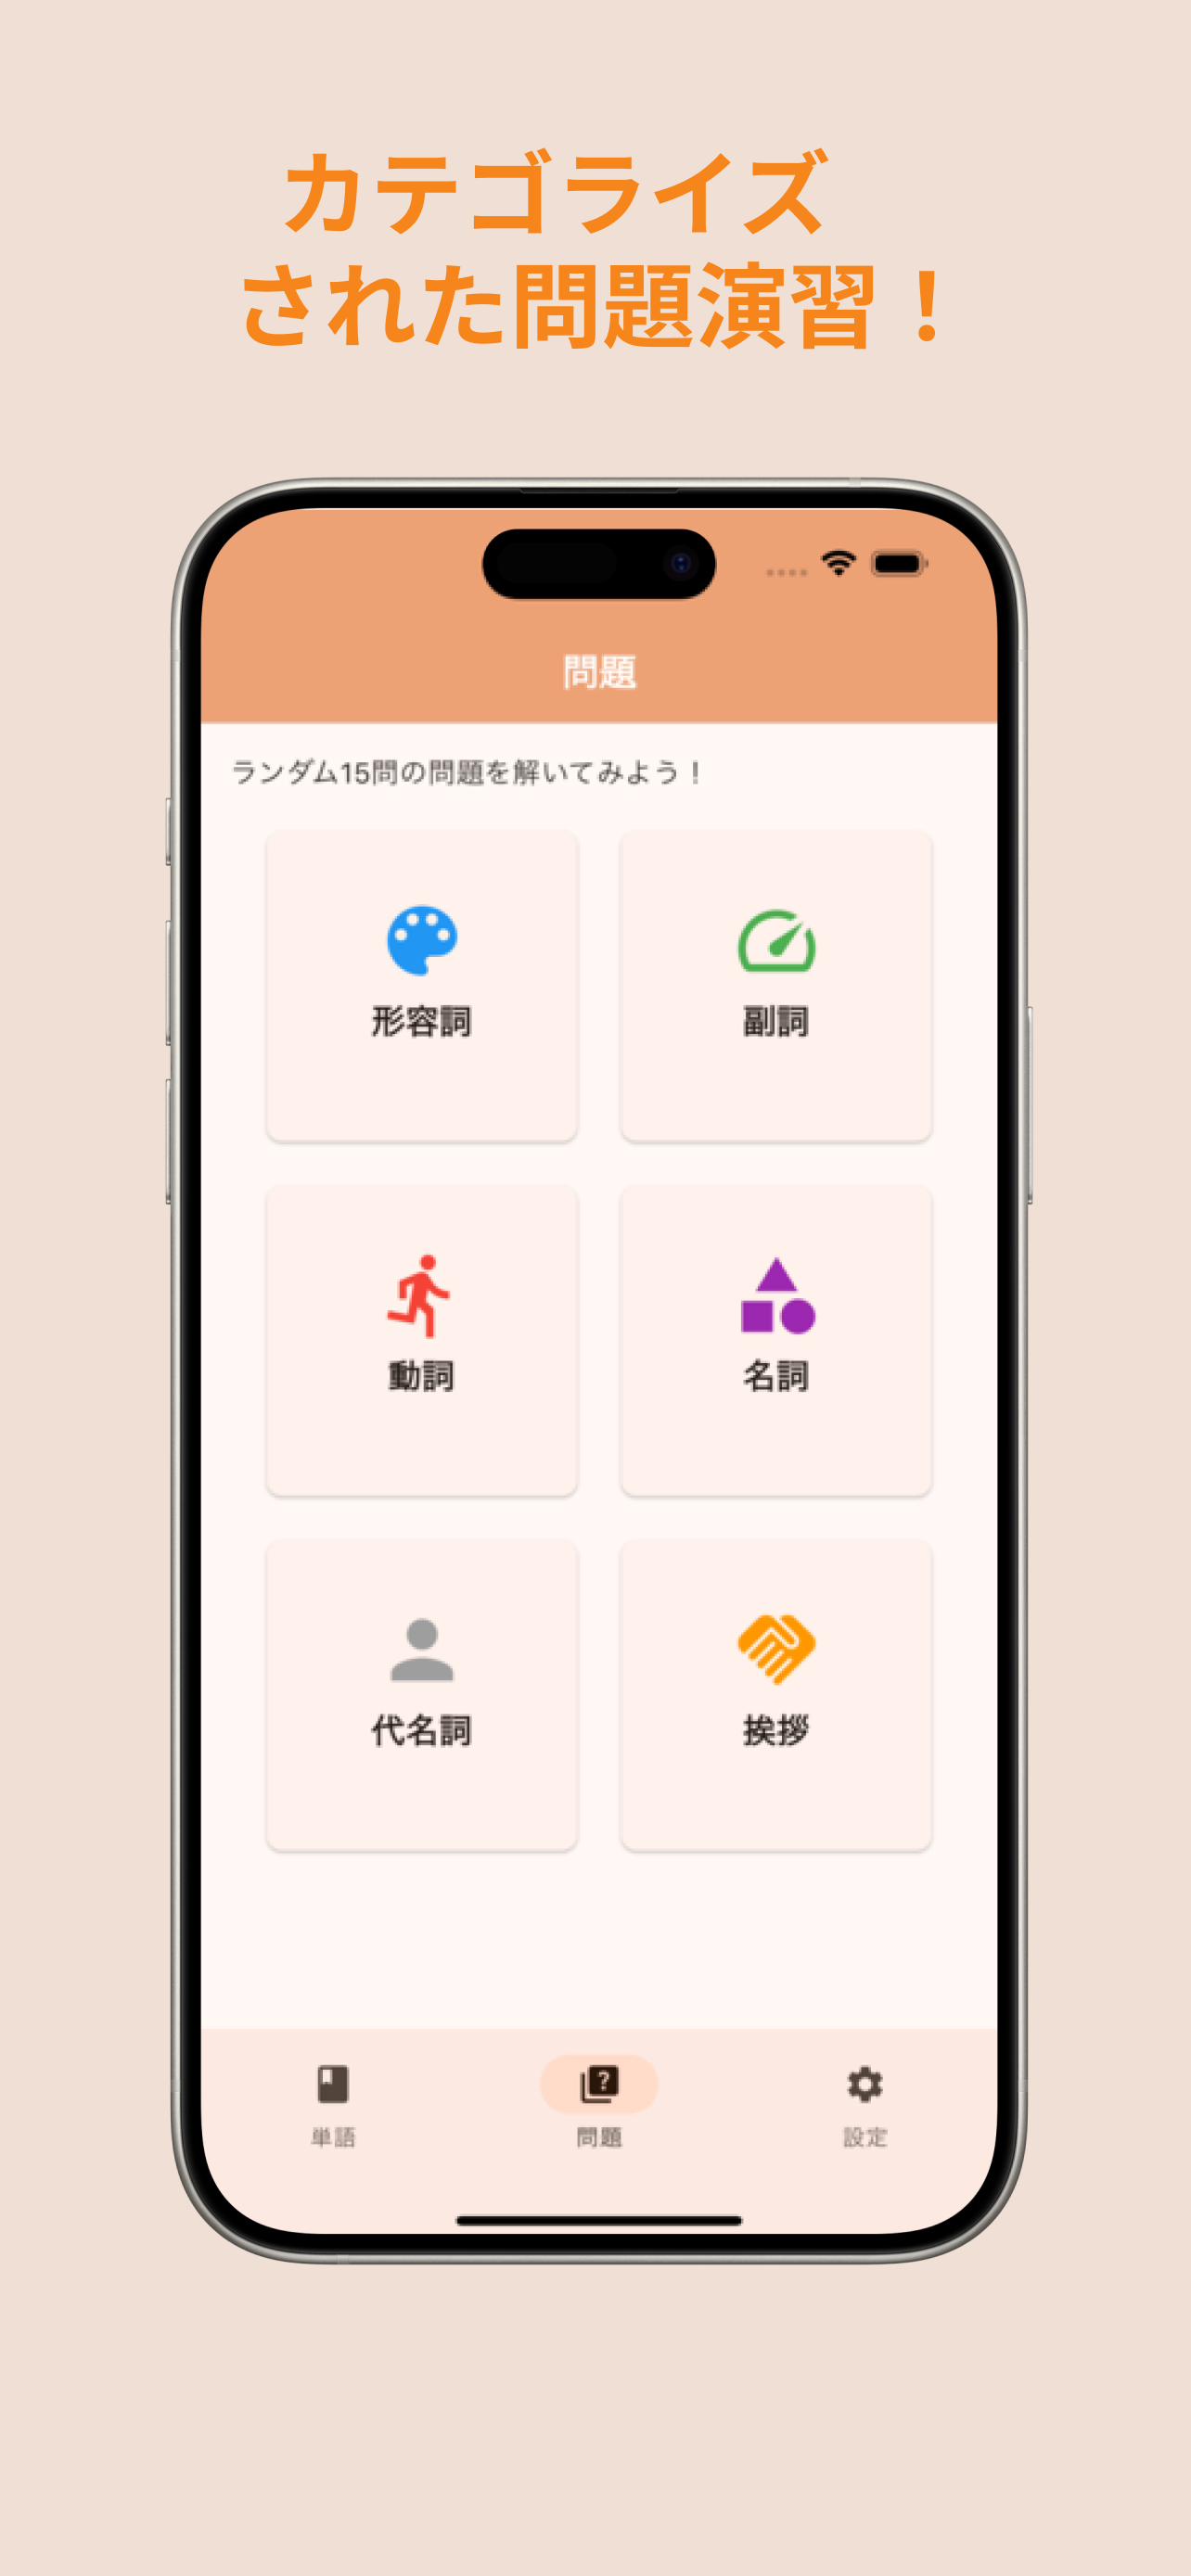 カテゴライズ
された問題演習！
問題
ランダム15問の問題を解いてみよう！
形容詞
副詞
動詞
名詞
代名詞
挨拶
単語
問題
設定